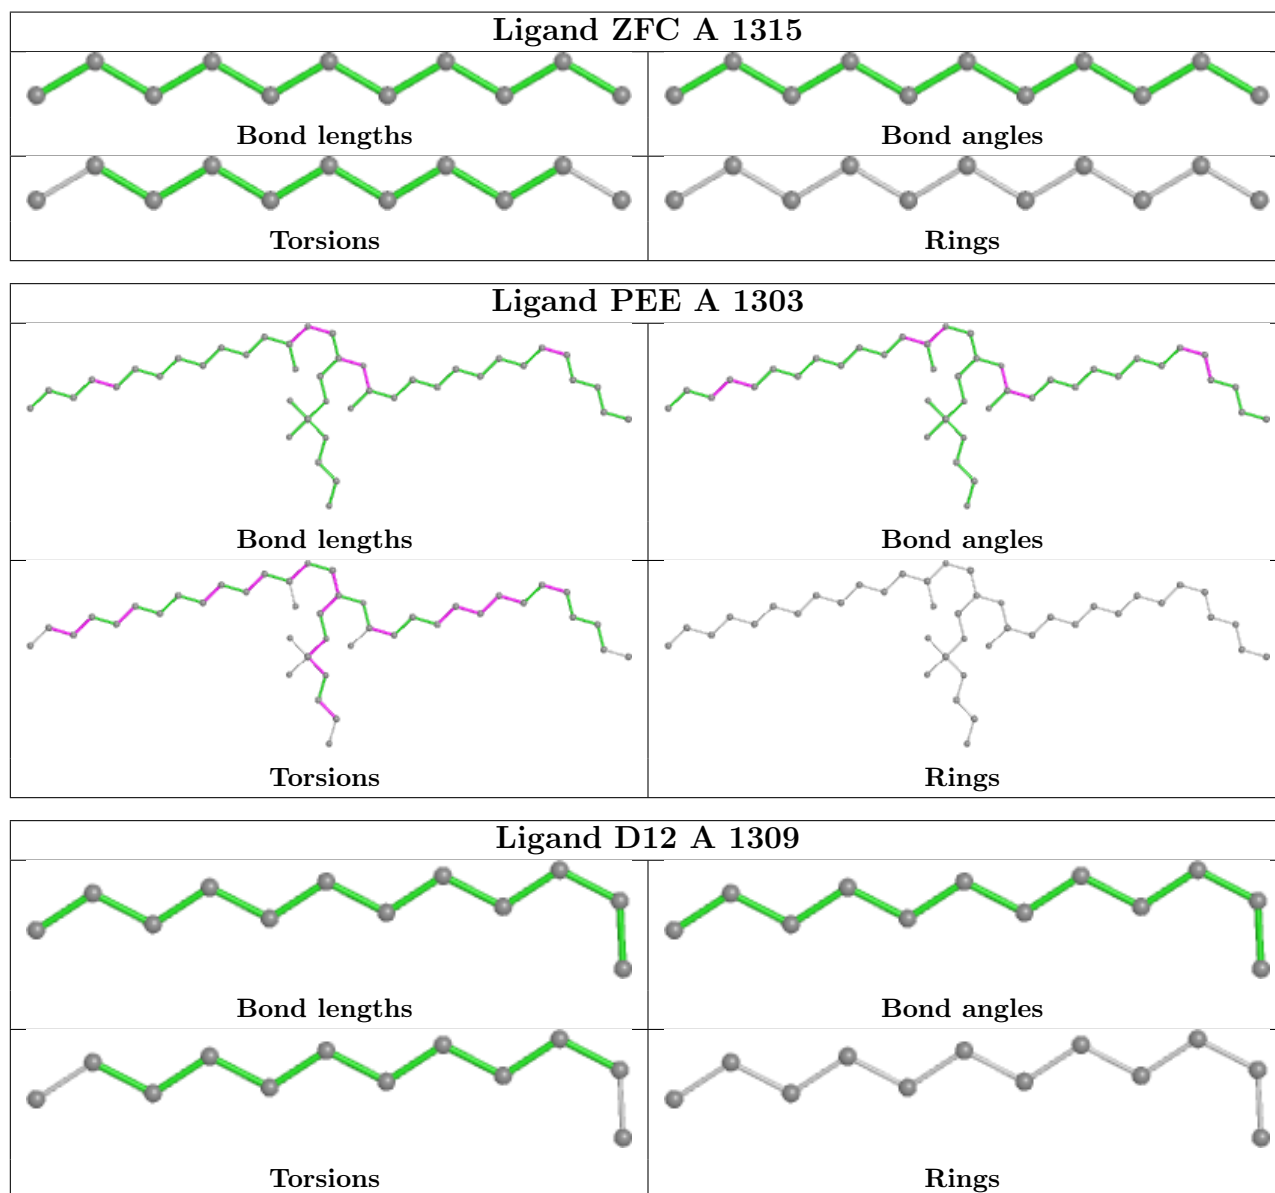 Ligand ZFC A 1315
Bond lengths
Bond angles
Torsions
Rings
Ligand PEE A 1303
Bond lengths
Bond angles
Torsions
Rings
Ligand D12 A 1309
Bond lengths
Bond angles
Torsions
Rings